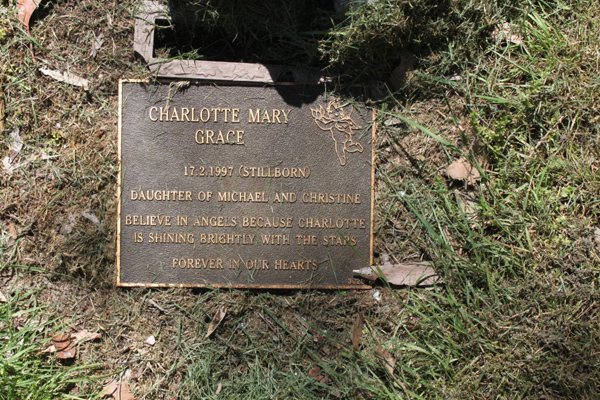 CHARLOTTE MARY
GRACE
17.2.1997 (STILLBORN)
DAUGHTER OF MICHAEL AND CHRISTINE
BELIEVE IN ANGELS BECAUSE CHARLOTTE
IS SHINING BRIGHTLY WITH THE STARS
FOREVER IN OUR HEARTS